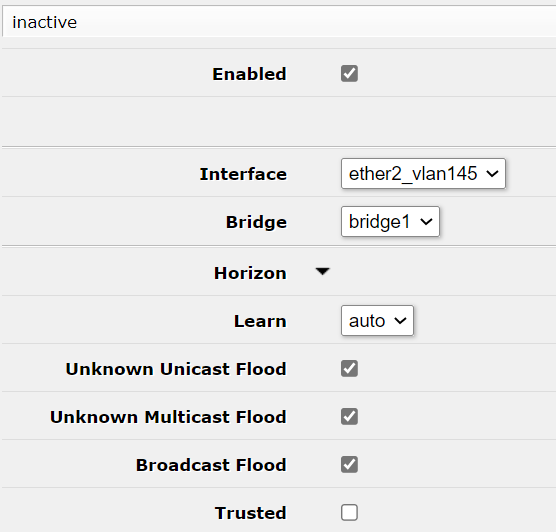 inactive
Enabled
Interface ether2_vlan145
Bridge bridge1
Horizon
Learn auto
Unknown Unicast Flood
Unknown Multicast Flood
Broadcast Flood
Trusted